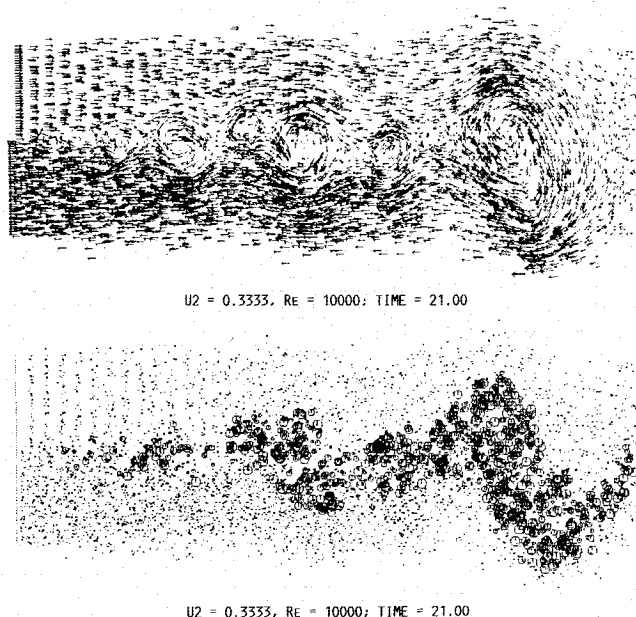 U2 = 0.3333, RE = 10000; TIME = 21.00
U2 = 0.3333, RE = 10000; TIME = 21.00